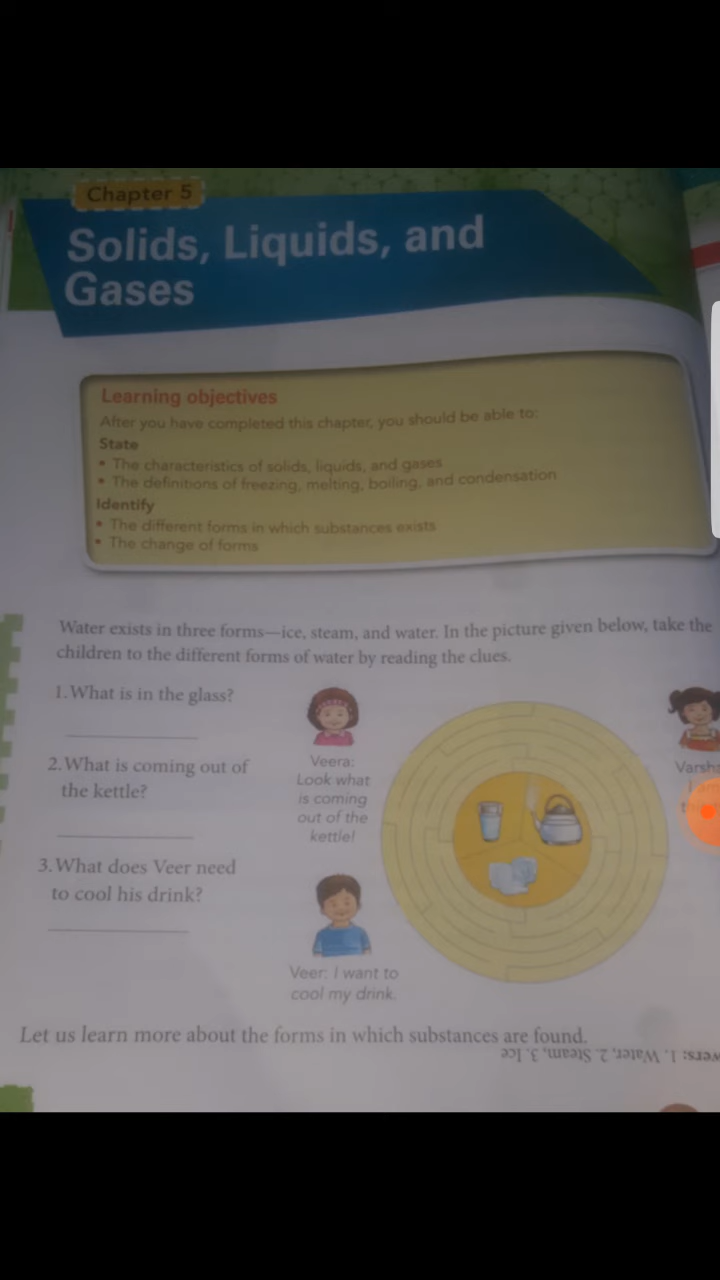 Chapter 5
Solids, Liquids, and
Gases
Learning objectives
After you have completed this chapter, you should be able to:
State
• The characteristics of solids, liquids, and gases
• The definitions of freezing, melting, boiling, and condensation
Identify
• The different forms in which substances exists
• The change of forms
Water exists in three forms—ice, steam, and water. In the picture given below, take the
children to the different forms of water by reading the clues.
1. What is in the glass?
2. What is coming out of
the kettle?
3. What does Veer need
to cool his drink?
Veera:
Look what
is coming
out of the
kettle!
Veer: I want to
cool my drink.
Varsha
I am
Let us learn more about the forms in which substances are found.
wers: 1. Water, 2. Steam, 3. Ice